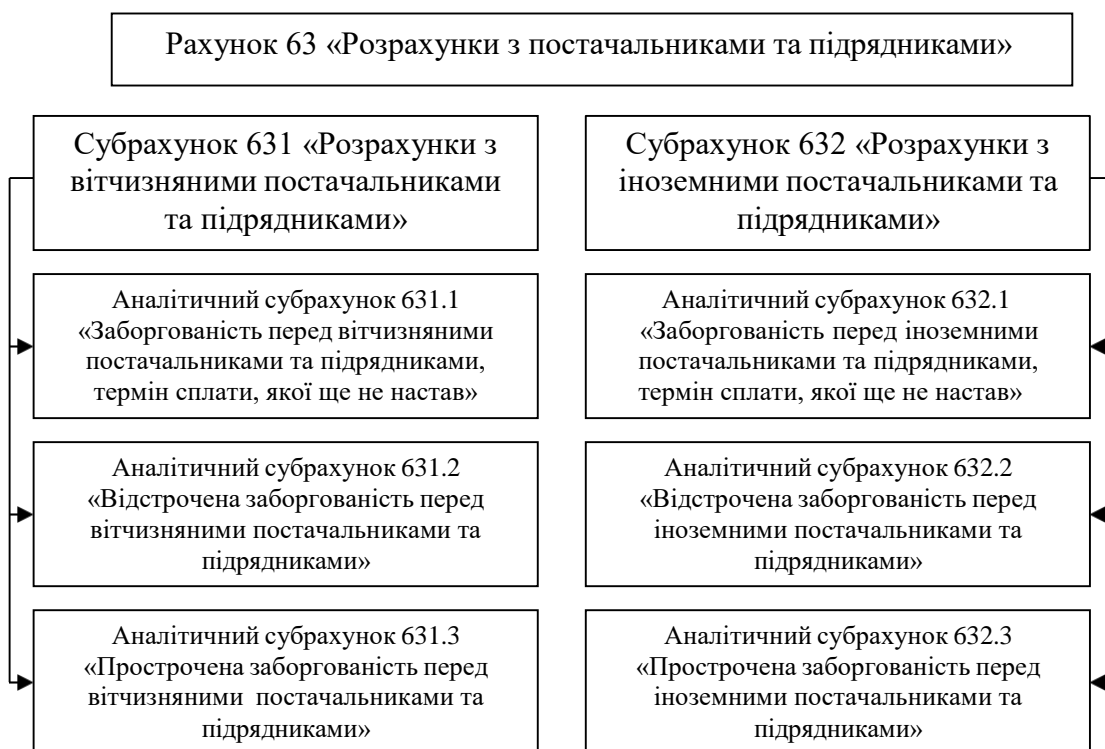 Рахунок 63 «Розрахунки з постачальниками та підрядниками»
Субрахунок 631 «Розрахунки з
вітчизняними постачальниками
та підрядниками»
Субрахунок 632 «Розрахунки з
іноземними постачальниками та
підрядниками»
Аналітичний субрахунок 631.1
«Заборгованість перед вітчизняними
постачальниками та підрядниками,
термін сплати, якої ще не настав»
Аналітичний субрахунок 632.1
«Заборгованість перед іноземними
постачальниками та підрядниками,
термін сплати, якої ще не настав»
Аналітичний субрахунок 631.2
«Відстрочена заборгованість перед
вітчизняними постачальниками та
підрядниками»
Аналітичний субрахунок 632.2
«Відстрочена заборгованість перед
іноземними постачальниками та
підрядниками»
Аналітичний субрахунок 631.3
«Прострочена заборгованість перед
вітчизняними постачальниками та
підрядниками»
Аналітичний субрахунок 632.3
«Прострочена заборгованість перед
іноземними постачальниками та
підрядниками»